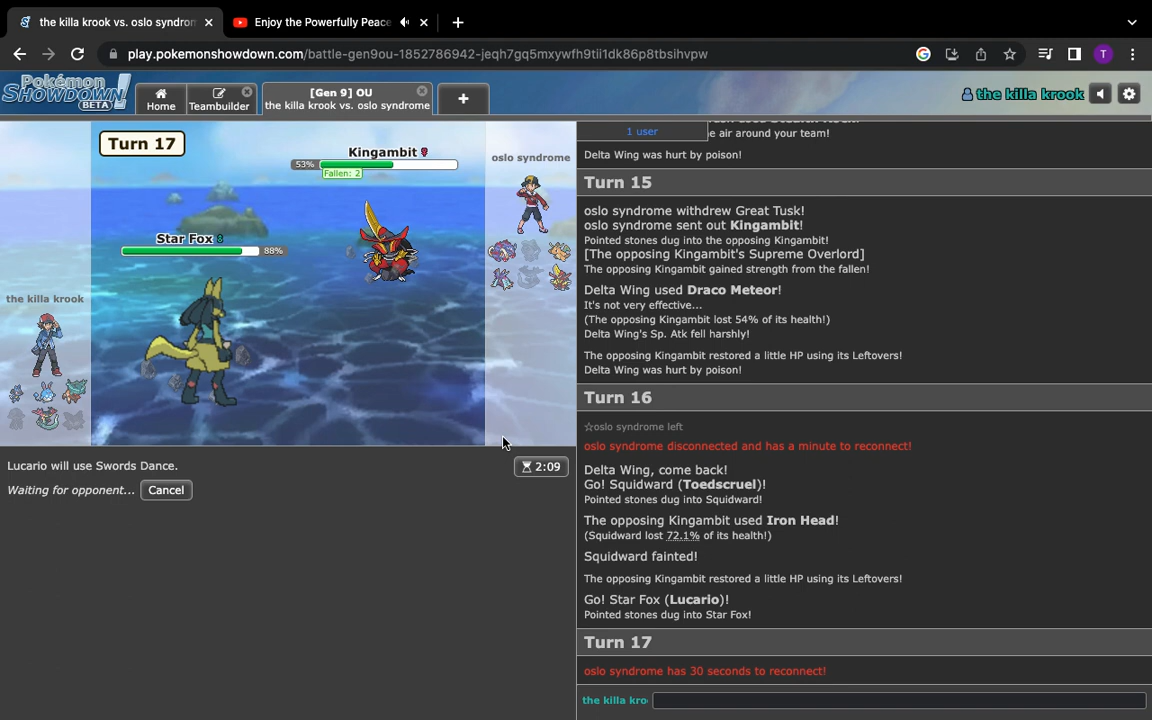 the killa krook vs. oslo syndron
Enjoy the Powerfully Peace
play.pokemonshowdown.com/battle-gen9ou-1852786942-jeqh7gq5mxywfh9tii1dk86p8tbsihvpw
T
Pokémon
SHOWDOWN!
BETA
Home
Teambuilder
[Gen 9] OU
the killa krook vs. oslo syndrome
the killa krook
Turn 17
Kingambit
53%
Fallen: 2
Star Fox
88%
oslo syndrome
the killa krook
Lucario will use Swords Dance.
Waiting for opponent... Cancel
2:09
1 user
e air around your team!
Delta Wing was hurt by poison!
Turn 15
oslo syndrome withdrew Great Tusk!
oslo syndrome sent out Kingambit!
Pointed stones dug into the opposing Kingambit!
[The opposing Kingambit's Supreme Overlord]
The opposing Kingambit gained strength from the fallen!
Delta Wing used Draco Meteor!
It's not very effective...
(The opposing Kingambit lost 54% of its health!)
Delta Wing's Sp. Atk fell harshly!
The opposing Kingambit restored a little HP using its Leftovers!
Delta Wing was hurt by poison!
Turn 16
☆oslo syndrome left
oslo syndrome disconnected and has a minute to reconnect!
Delta Wing, come back!
Go! Squidward (Toedscruel)!
Pointed stones dug into Squidward!
The opposing Kingambit used Iron Head!
(Squidward lost 72.1% of its health!)
Squidward fainted!
The opposing Kingambit restored a little HP using its Leftovers!
Go! Star Fox (Lucario)!
Pointed stones dug into Star Fox!
Turn 17
oslo syndrome has 30 seconds to reconnect!
the killa kro